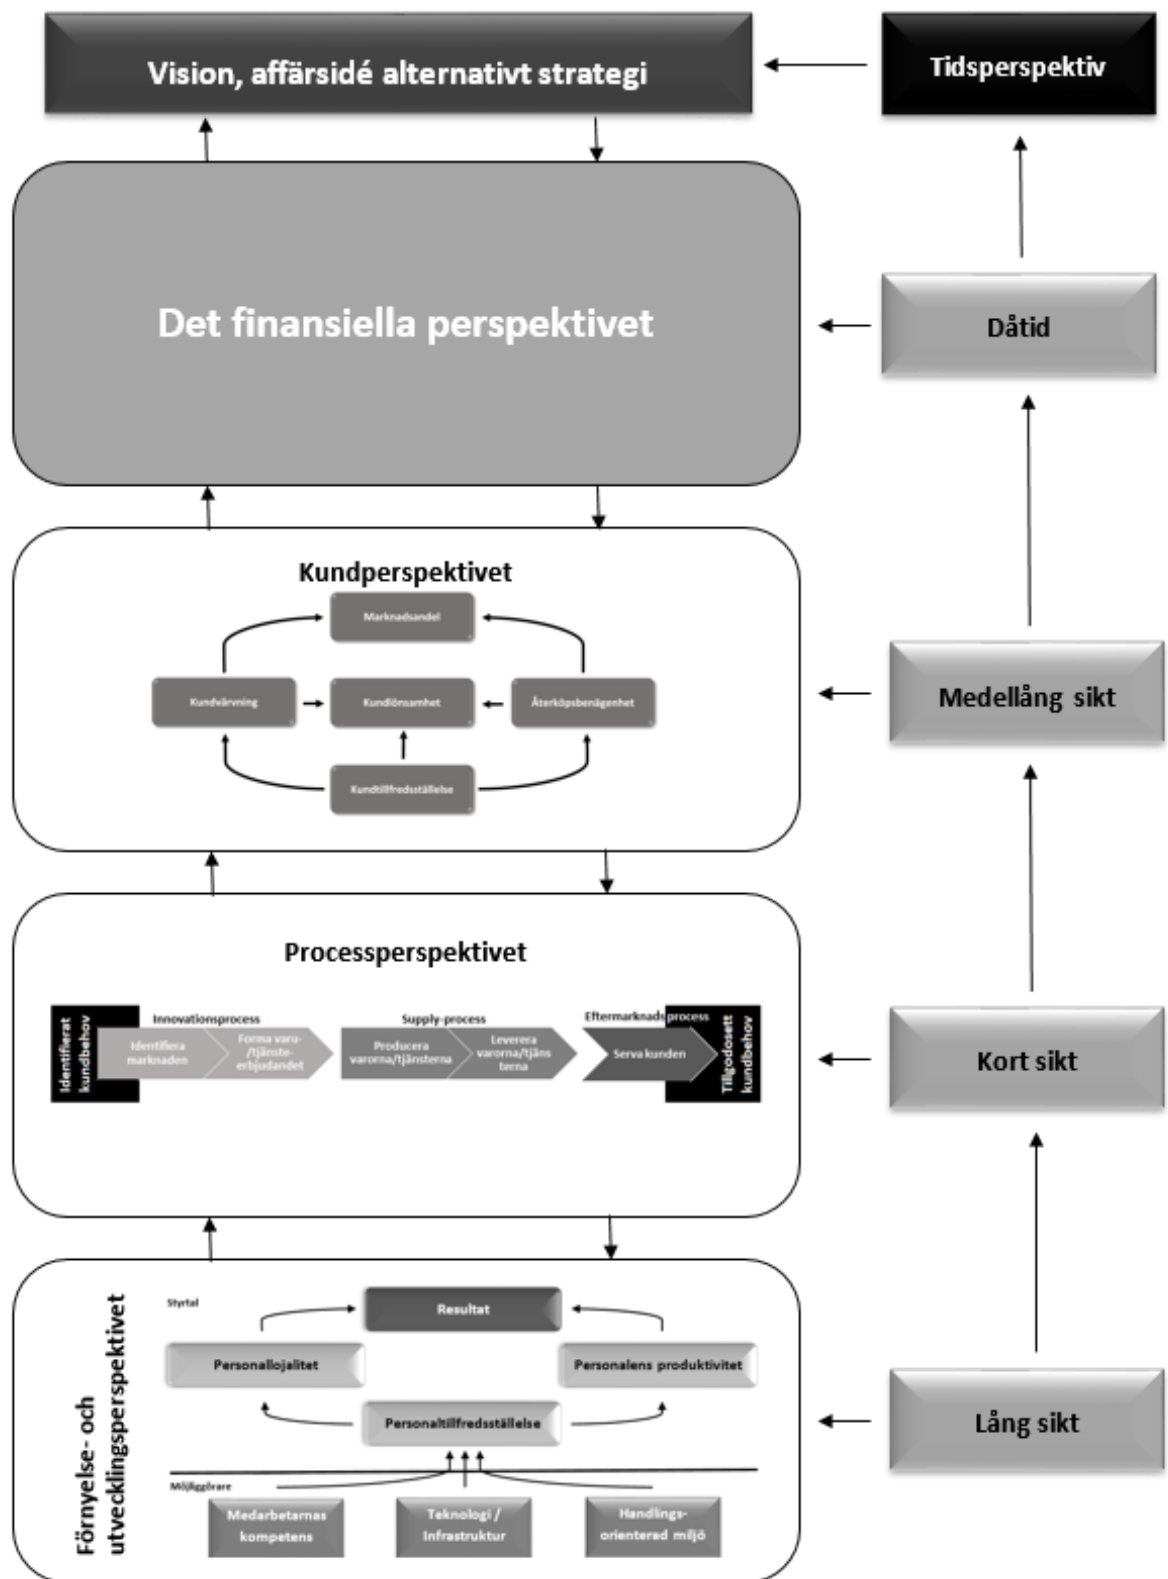 Vision, affärsidé alternativt strategi
Tidsperspektiv
Det finansiella perspektivet
Dåtid
Kundperspektivet
Marknadsandel
Kundvärvning
Kundlönsamhet
Återköpsbenägenhet
Kundtillfredsställelse
Medellång sikt
Processperspektivet
Identifierat
kundbehov
Innovationsprocess
Identifiera
marknaden
Forma varu-
/tjänste-
erbjudandet
Supply-process
Producera
varorna/tjänsterna
Leverera
varorna/tjäns
terna
Eftermarknadsprocess
Serva kunden
Tillgodosett
kundbehov
Kort sikt
Förnyelse- och
utvecklingsperspektivet
Styrtal
Resultat
Personallojalitet
Personalens produktivitet
Personaltillfredsställelse
Möjliggörare
Medarbetarnas
kompetens
Teknologi /
Infrastruktur
Handlings-
orienterad miljö
Lång sikt